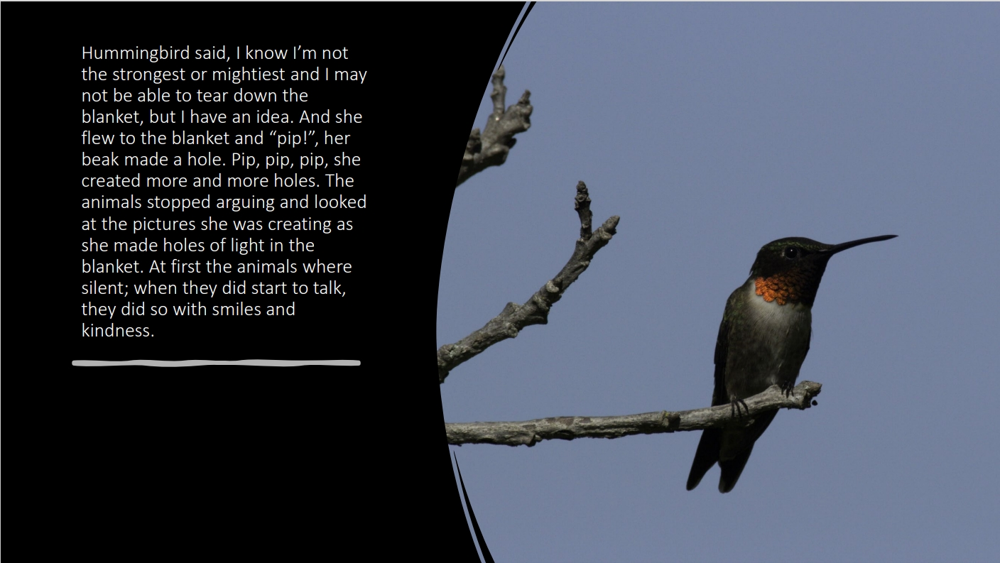 Hummingbird said, I know I’m not
the strongest or mightiest and I may
not be able to tear down the
blanket, but I have an idea. And she
flew to the blanket and “pip!”, her
beak made a hole. Pip, pip, pip, she
created more and more holes. The
animals stopped arguing and looked
at the pictures she was creating as
she made holes of light in the
blanket. At first the animals where
silent; when they did start to talk,
they did so with smiles and
kindness.